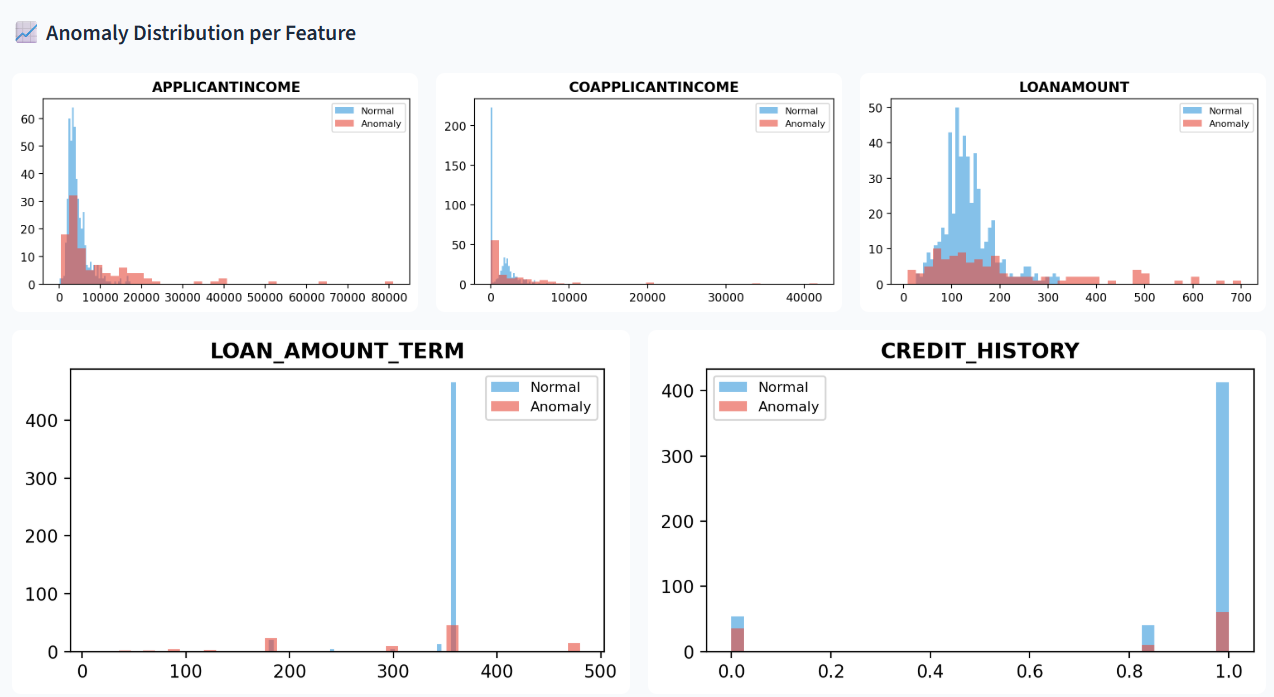 📈 Anomaly Distribution per Feature
APPLICANTINCOME
Normal
Anomaly
60
50
40
30
20
10
0
0 10000 20000 30000 40000 50000 60000 70000 80000
COAPPLICANTINCOME
Normal
Anomaly
200
150
100
50
0
0 10000 20000 30000 40000
LOANAMOUNT
Normal
Anomaly
50
40
30
20
10
0
0 100 200 300 400 500 600 700
LOAN_AMOUNT_TERM
Normal
Anomaly
400
300
200
100
0
0 100 200 300 400 500
CREDIT_HISTORY
Normal
Anomaly
400
300
200
100
0
0.0 0.2 0.4 0.6 0.8 1.0